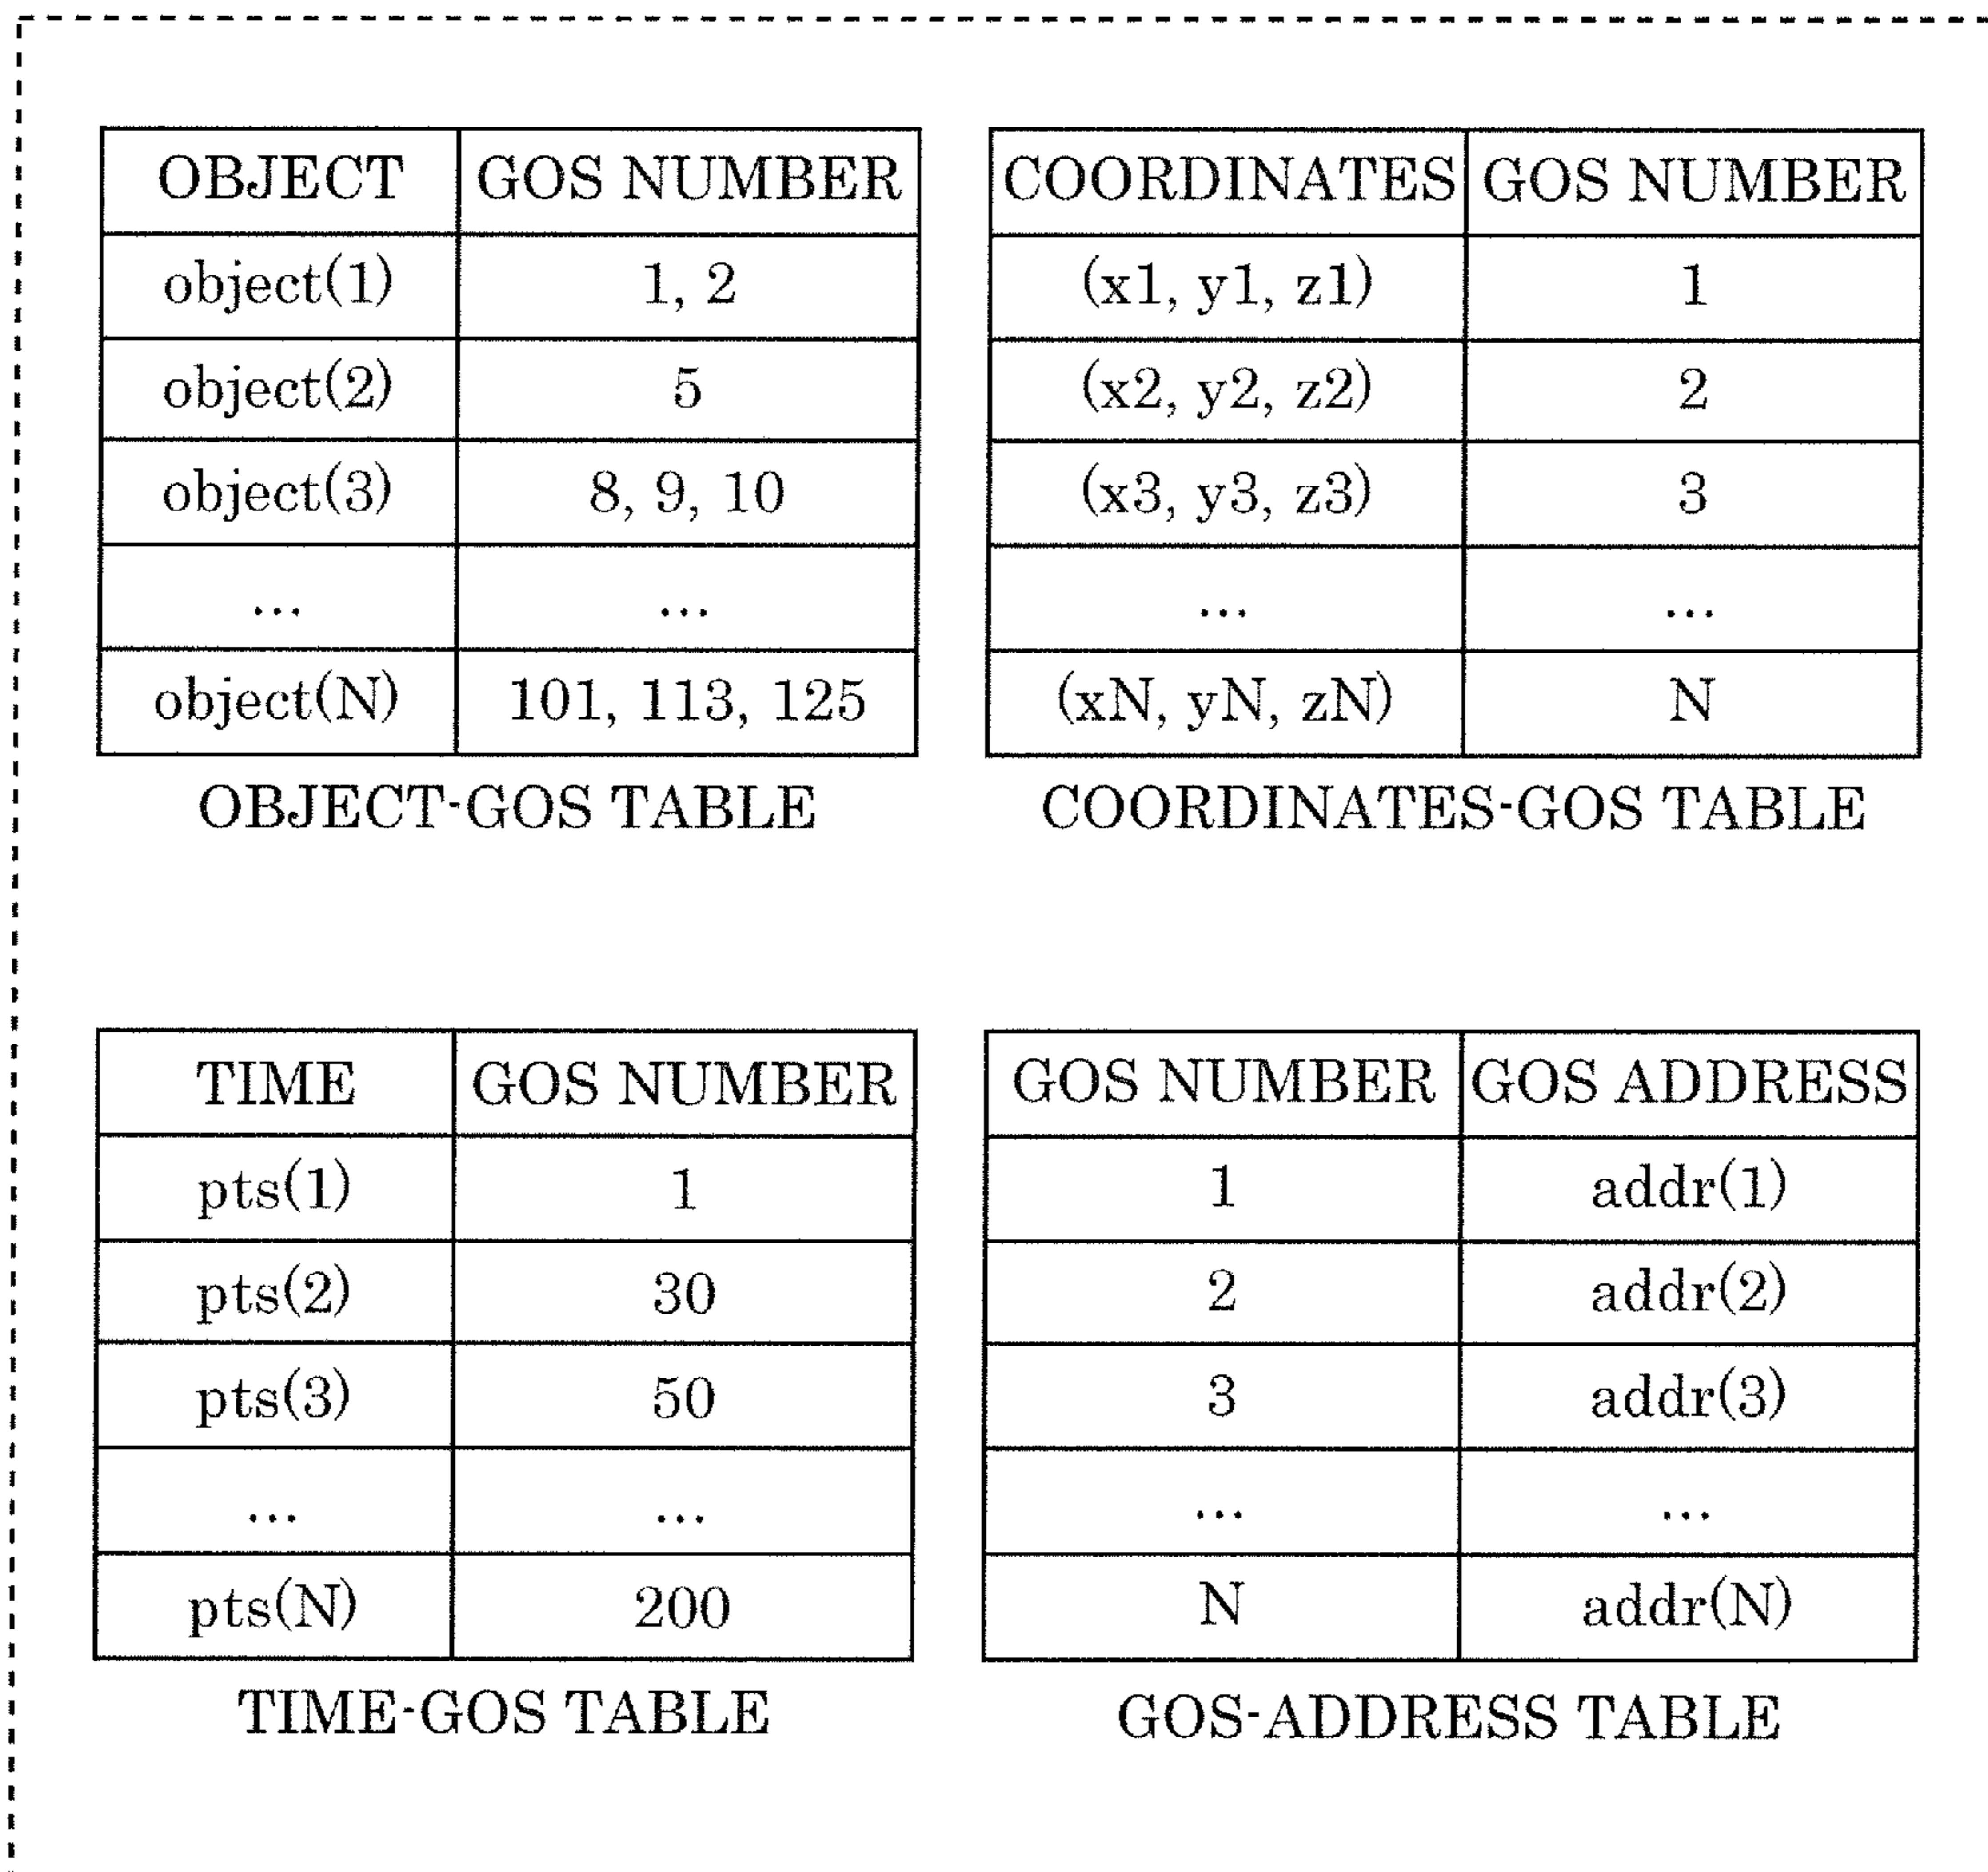 OBJECT GOS NUMBER
object(1) 1, 2
object(2) 5
object(3) 8, 9, 10
... ...
object(N) 101, 113, 125
OBJECT-GOS TABLE
COORDINATES GOS NUMBER
(x1, y1, z1) 1
(x2, y2, z2) 2
(x3, y3, z3) 3
... ...
(xN, yN, zN) N
COORDINATES-GOS TABLE
TIME GOS NUMBER
pts(1) 1
pts(2) 30
pts(3) 50
... ...
pts(N) 200
TIME-GOS TABLE
GOS NUMBER GOS ADDRESS
1 addr(1)
2 addr(2)
3 addr(3)
... ...
N addr(N)
GOS-ADDRESS TABLE